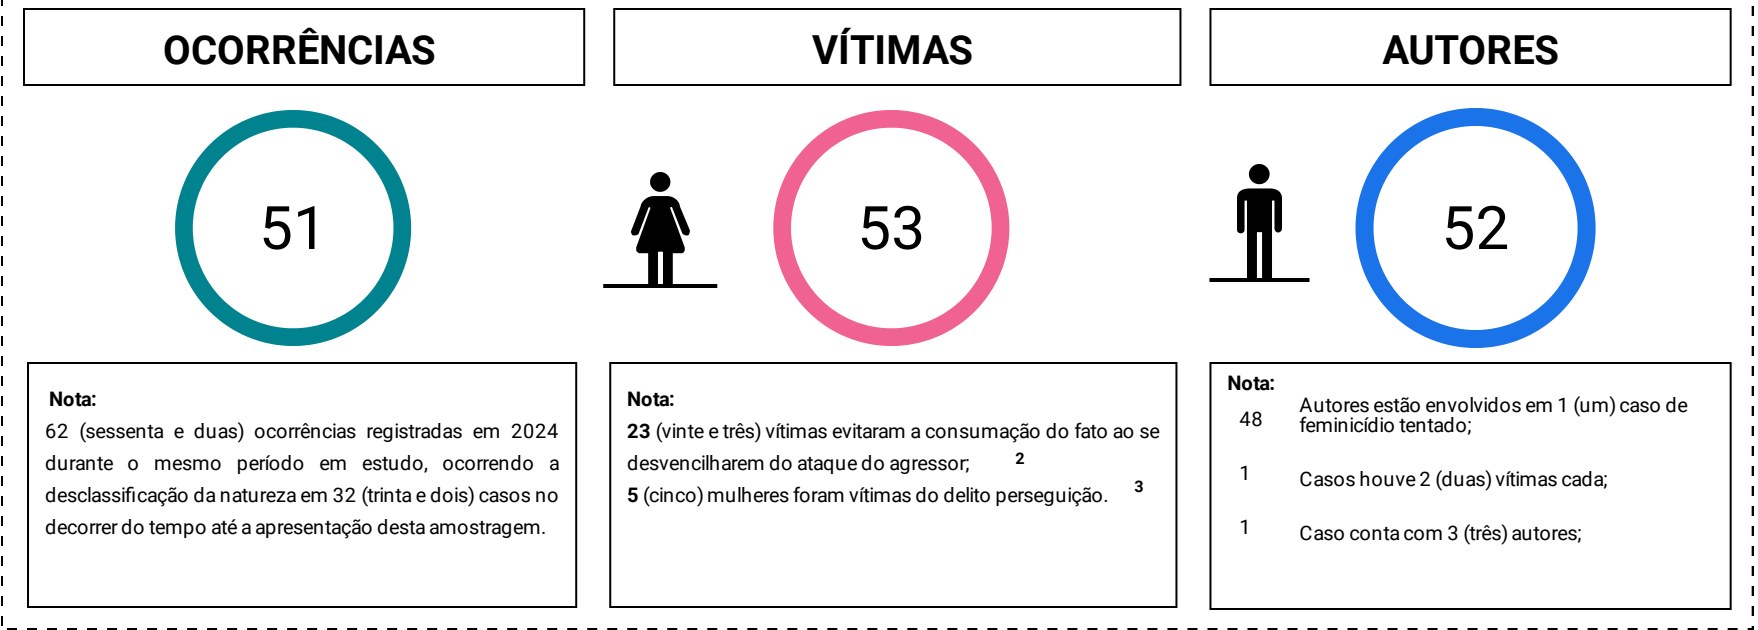 OCORRÊNCIAS
51
Nota:
62 (sessenta e duas) ocorrências registradas em 2024
durante o mesmo período em estudo, ocorrendo a
desclassificação da natureza em 32 (trinta e dois) casos no
decorrer do tempo até a apresentação desta amostragem.
VÍTIMAS
53
Nota:
23 (vinte e três) vítimas evitaram a consumação do fato ao se
desvencilharem do ataque do agressor; 2
5 (cinco) mulheres foram vítimas do delito perseguição. 3
AUTORES
52
Nota:
48 Autores estão envolvidos em 1 (um) caso de
feminicídio tentado;
1 Casos houve 2 (duas) vítimas cada;
1 Caso conta com 3 (três) autores;